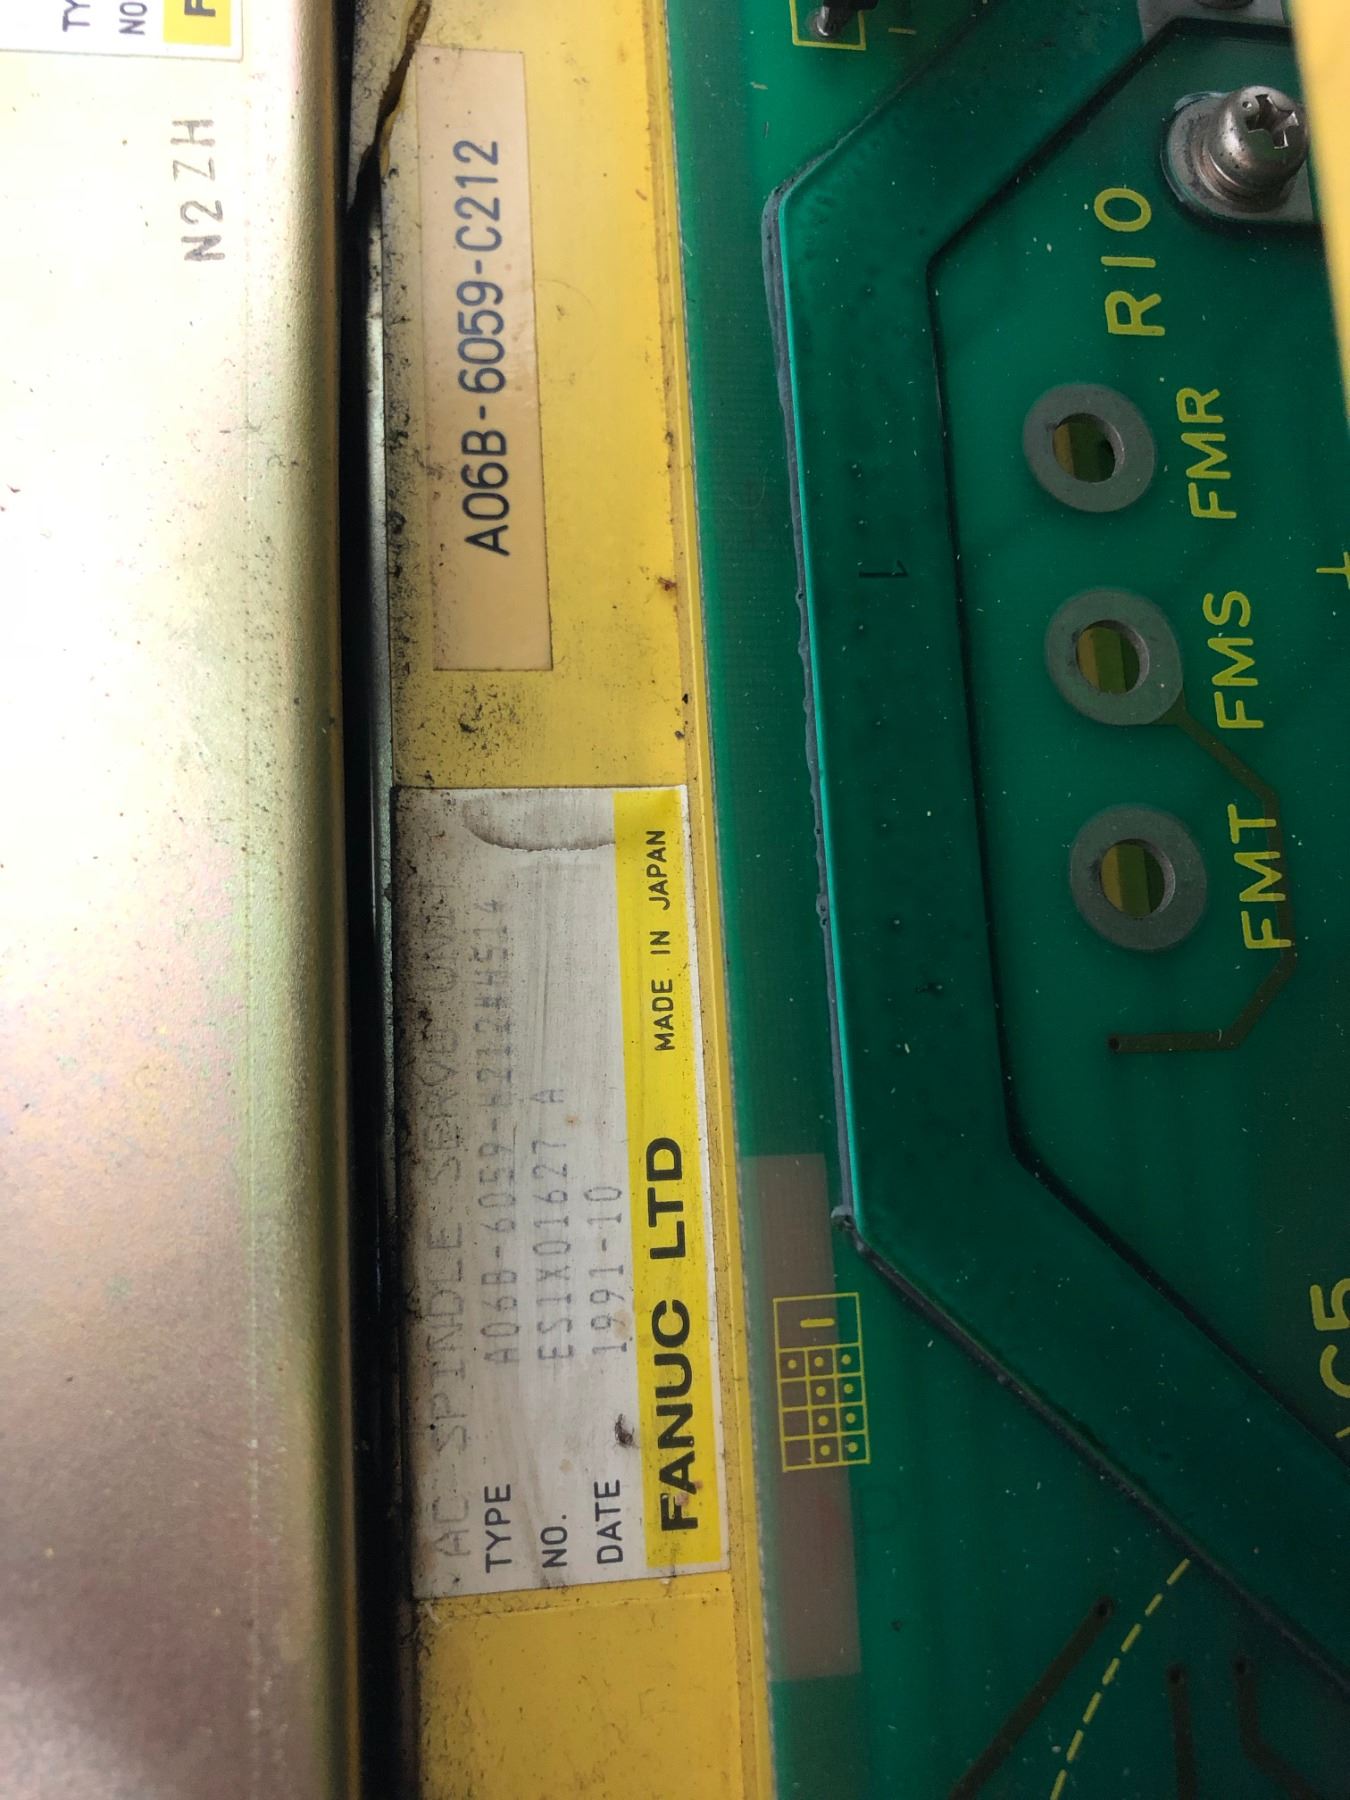 N2ZH
A06B-6059-C212
AC SPINDLE SERVO UNIT
TYPE A06B-6059-H212#H514
NO. ES1X01627 A
DATE 1991-10
FANUC LTD MADE IN JAPAN
R10
FMR
FMS
FMT